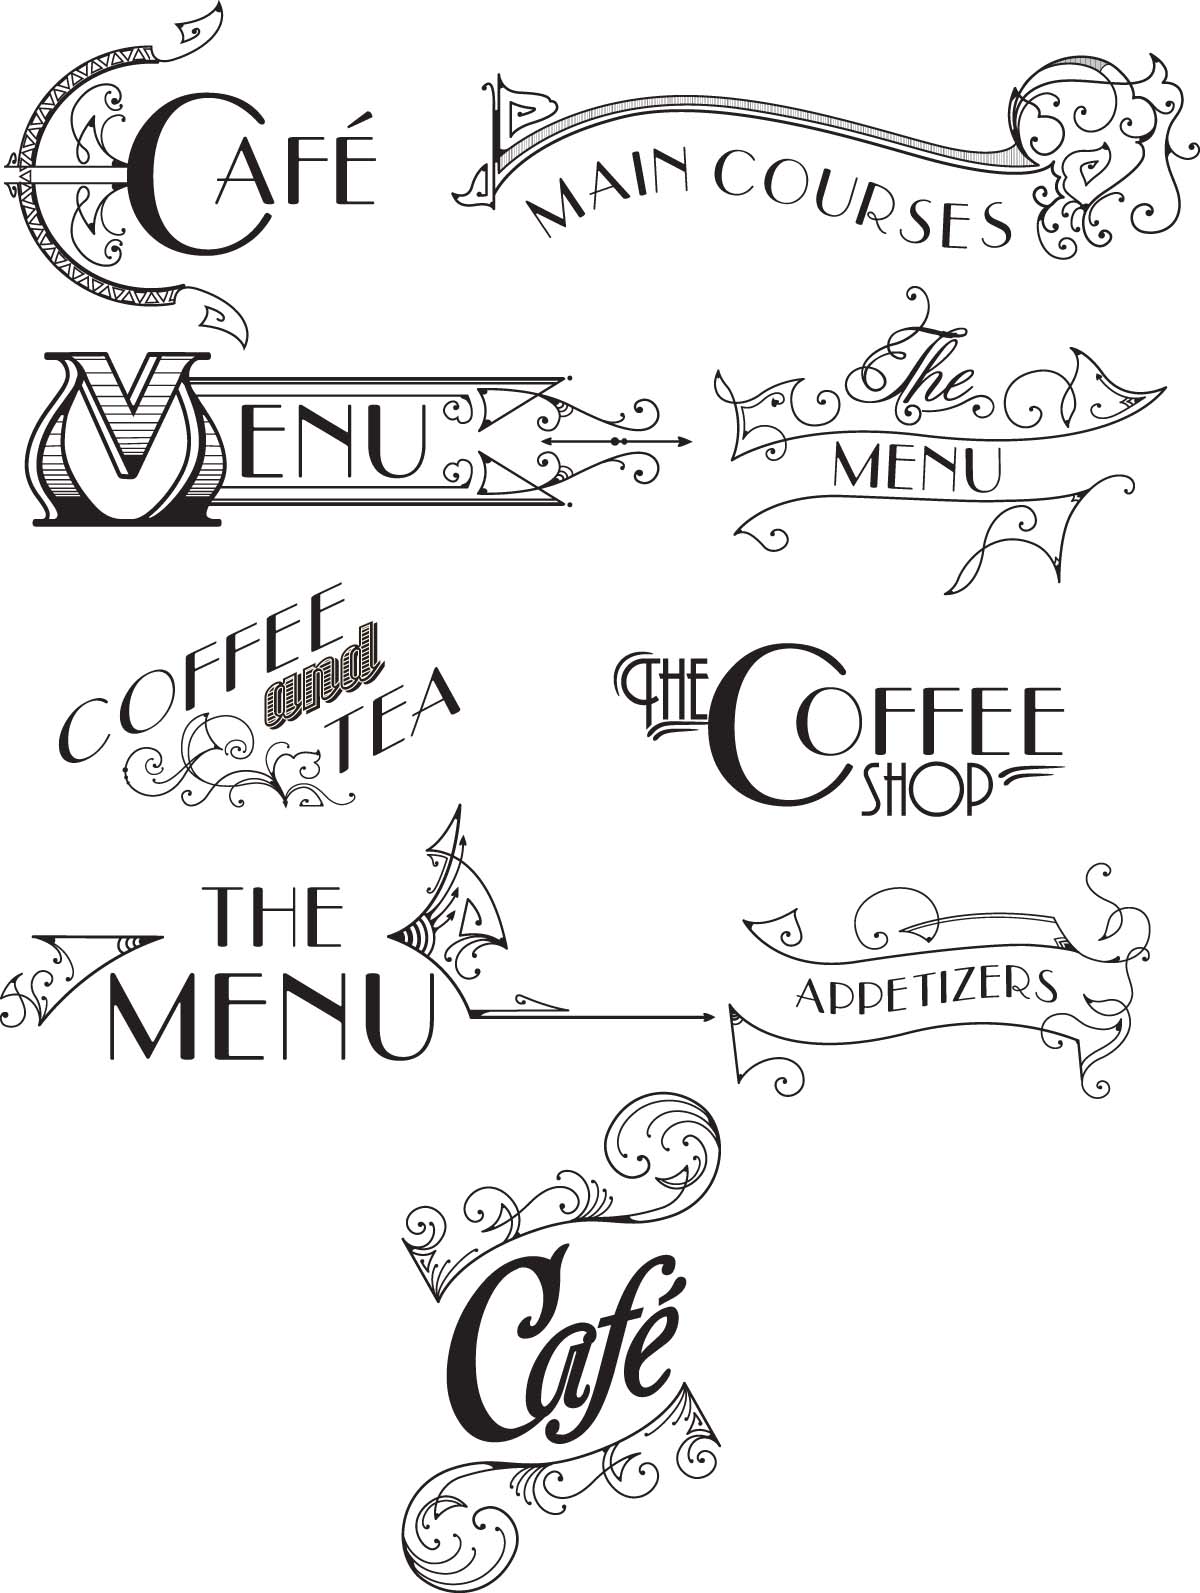 CAFÉ
MAIN COURSES
MENU
The
MENU
COFFEE
and
TEA
THE
COFFEE
SHOP
THE
MENU
APPETIZERS
Café